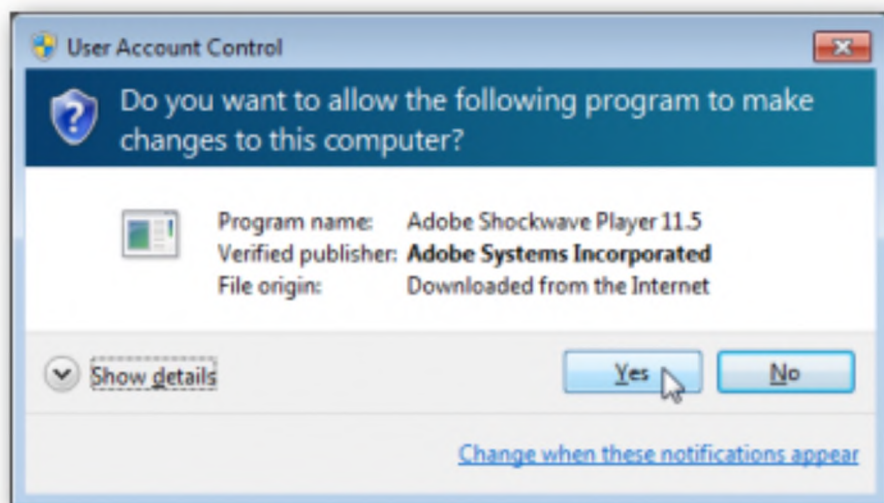 User Account Control
Do you want to allow the following program to make
changes to this computer?
Program name: Adobe Shockwave Player 11.5
Verified publisher: Adobe Systems Incorporated
File origin: Downloaded from the Internet
Show details
Yes
No
Change when these notifications appear